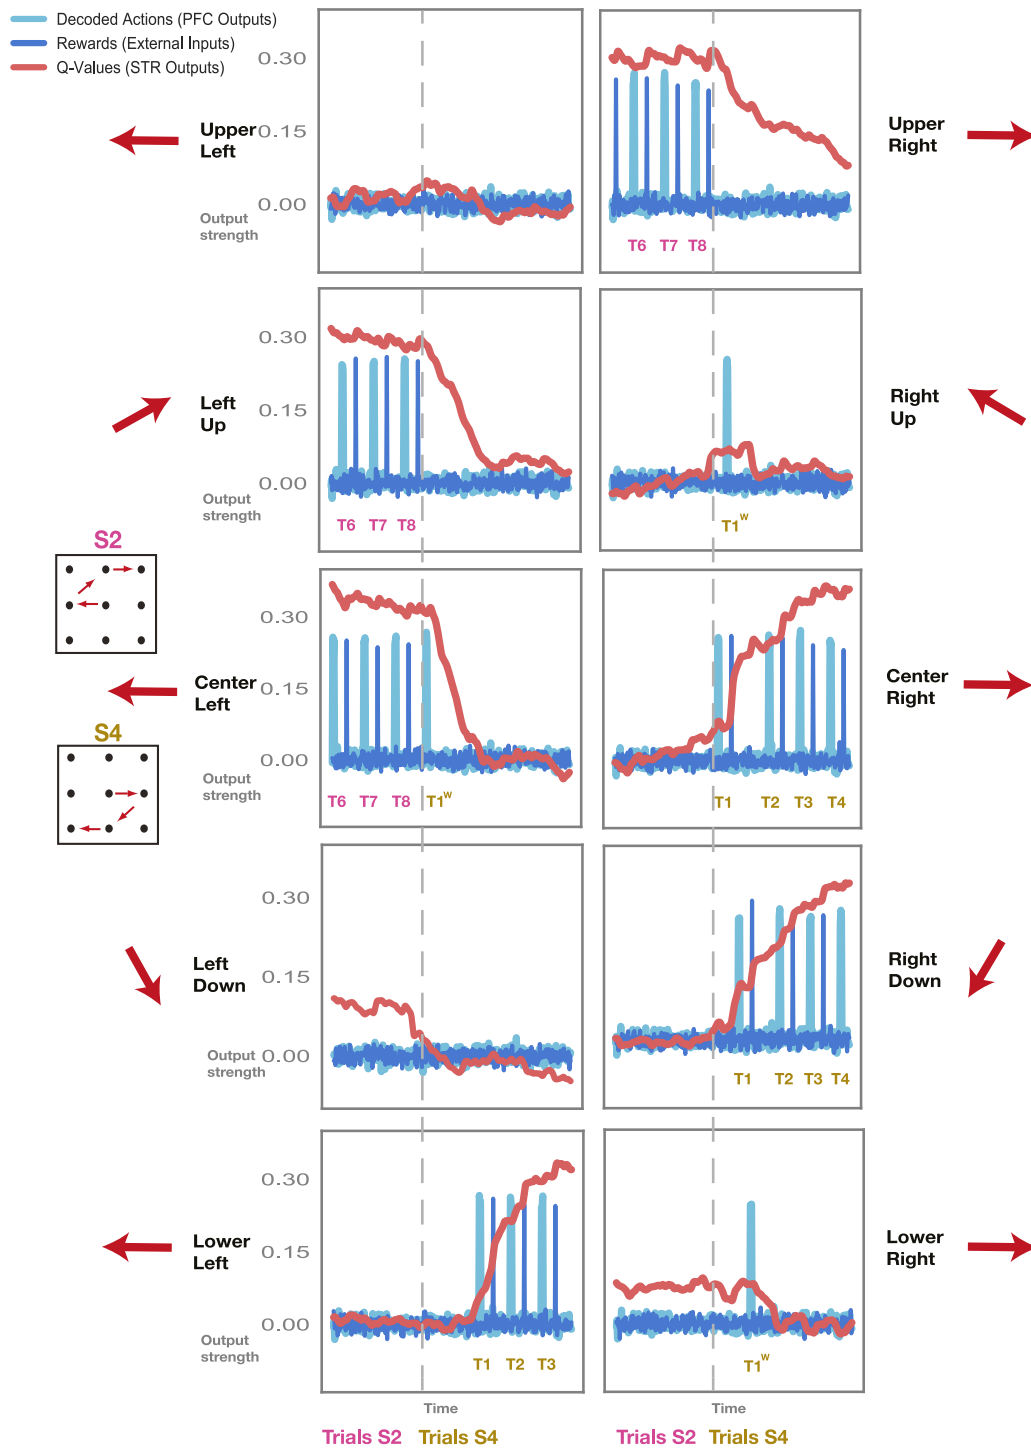 Decoded Actions (PFC Outputs)
Rewards (External Inputs)
Q-Values (STR Outputs)
Upper
Left
0.30
0.15
0.00
Output
strength
T6 T7 T8
Upper
Right
Left
Up
0.30
0.15
0.00
Output
strength
T6 T7 T8
T1ᵂ
Right
Up
S2
S4
Center
Left
0.30
0.15
0.00
Output
strength
T6 T7 T8 T1ᵂ
T1 T2 T3 T4
Center
Right
Left
Down
0.30
0.15
0.00
Output
strength
T1 T2 T3 T4
Right
Down
Lower
Left
0.30
0.15
0.00
Output
strength
T1 T2 T3
T1ᵂ
Lower
Right
Time Time
Trials S2 Trials S4 Trials S2 Trials S4